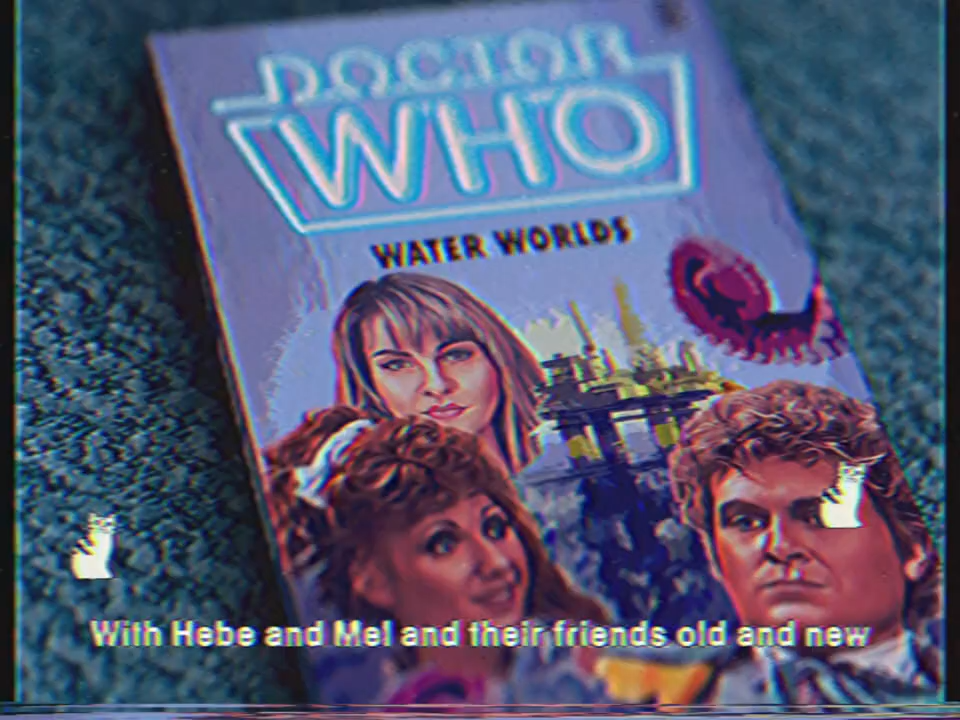 DOCTOR
WHO
WATER WORLDS
With Hebe and Mel and their friends old and new